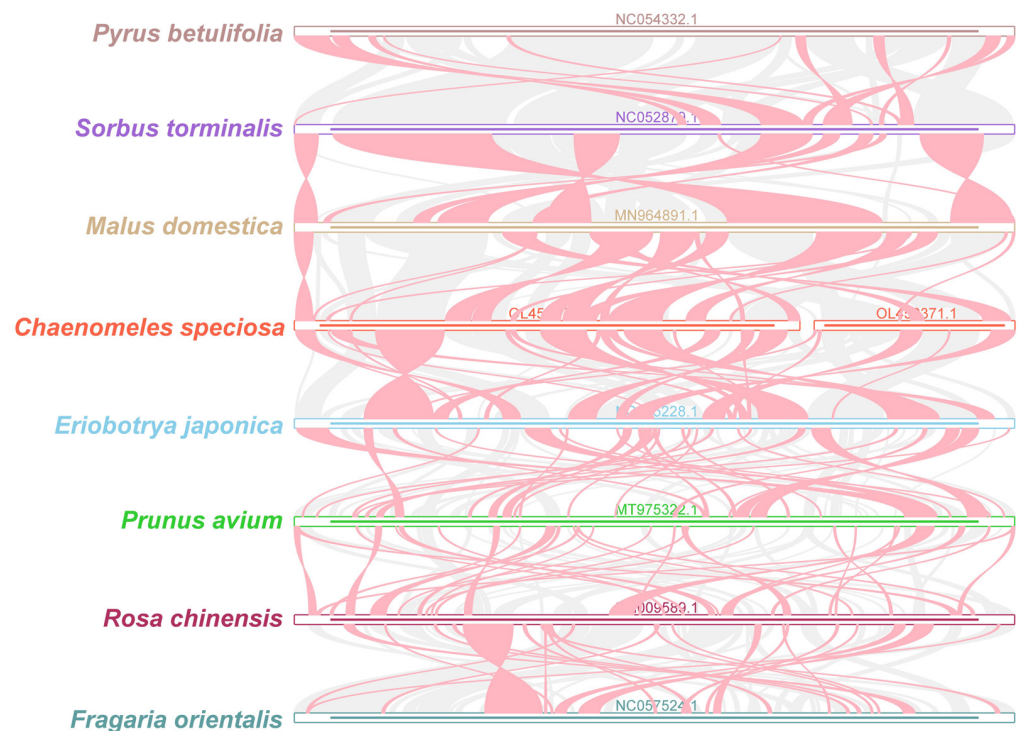 Pyrus betulifolia
NC054332.1
Sorbus torminalis
Malus domestica
MN964891.1
Chaenomeles speciosa
Eriobotrya japonica
Prunus avium
MT975322.1
Rosa chinensis
Fragaria orientalis
NC057524.1